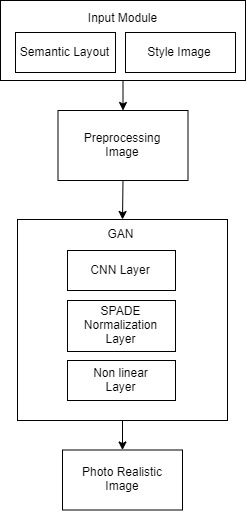 Input Module
Semantic Layout
Style Image
Preprocessing
Image
GAN
CNN Layer
SPADE
Normalization
Layer
Non linear
Layer
Photo Realistic
Image